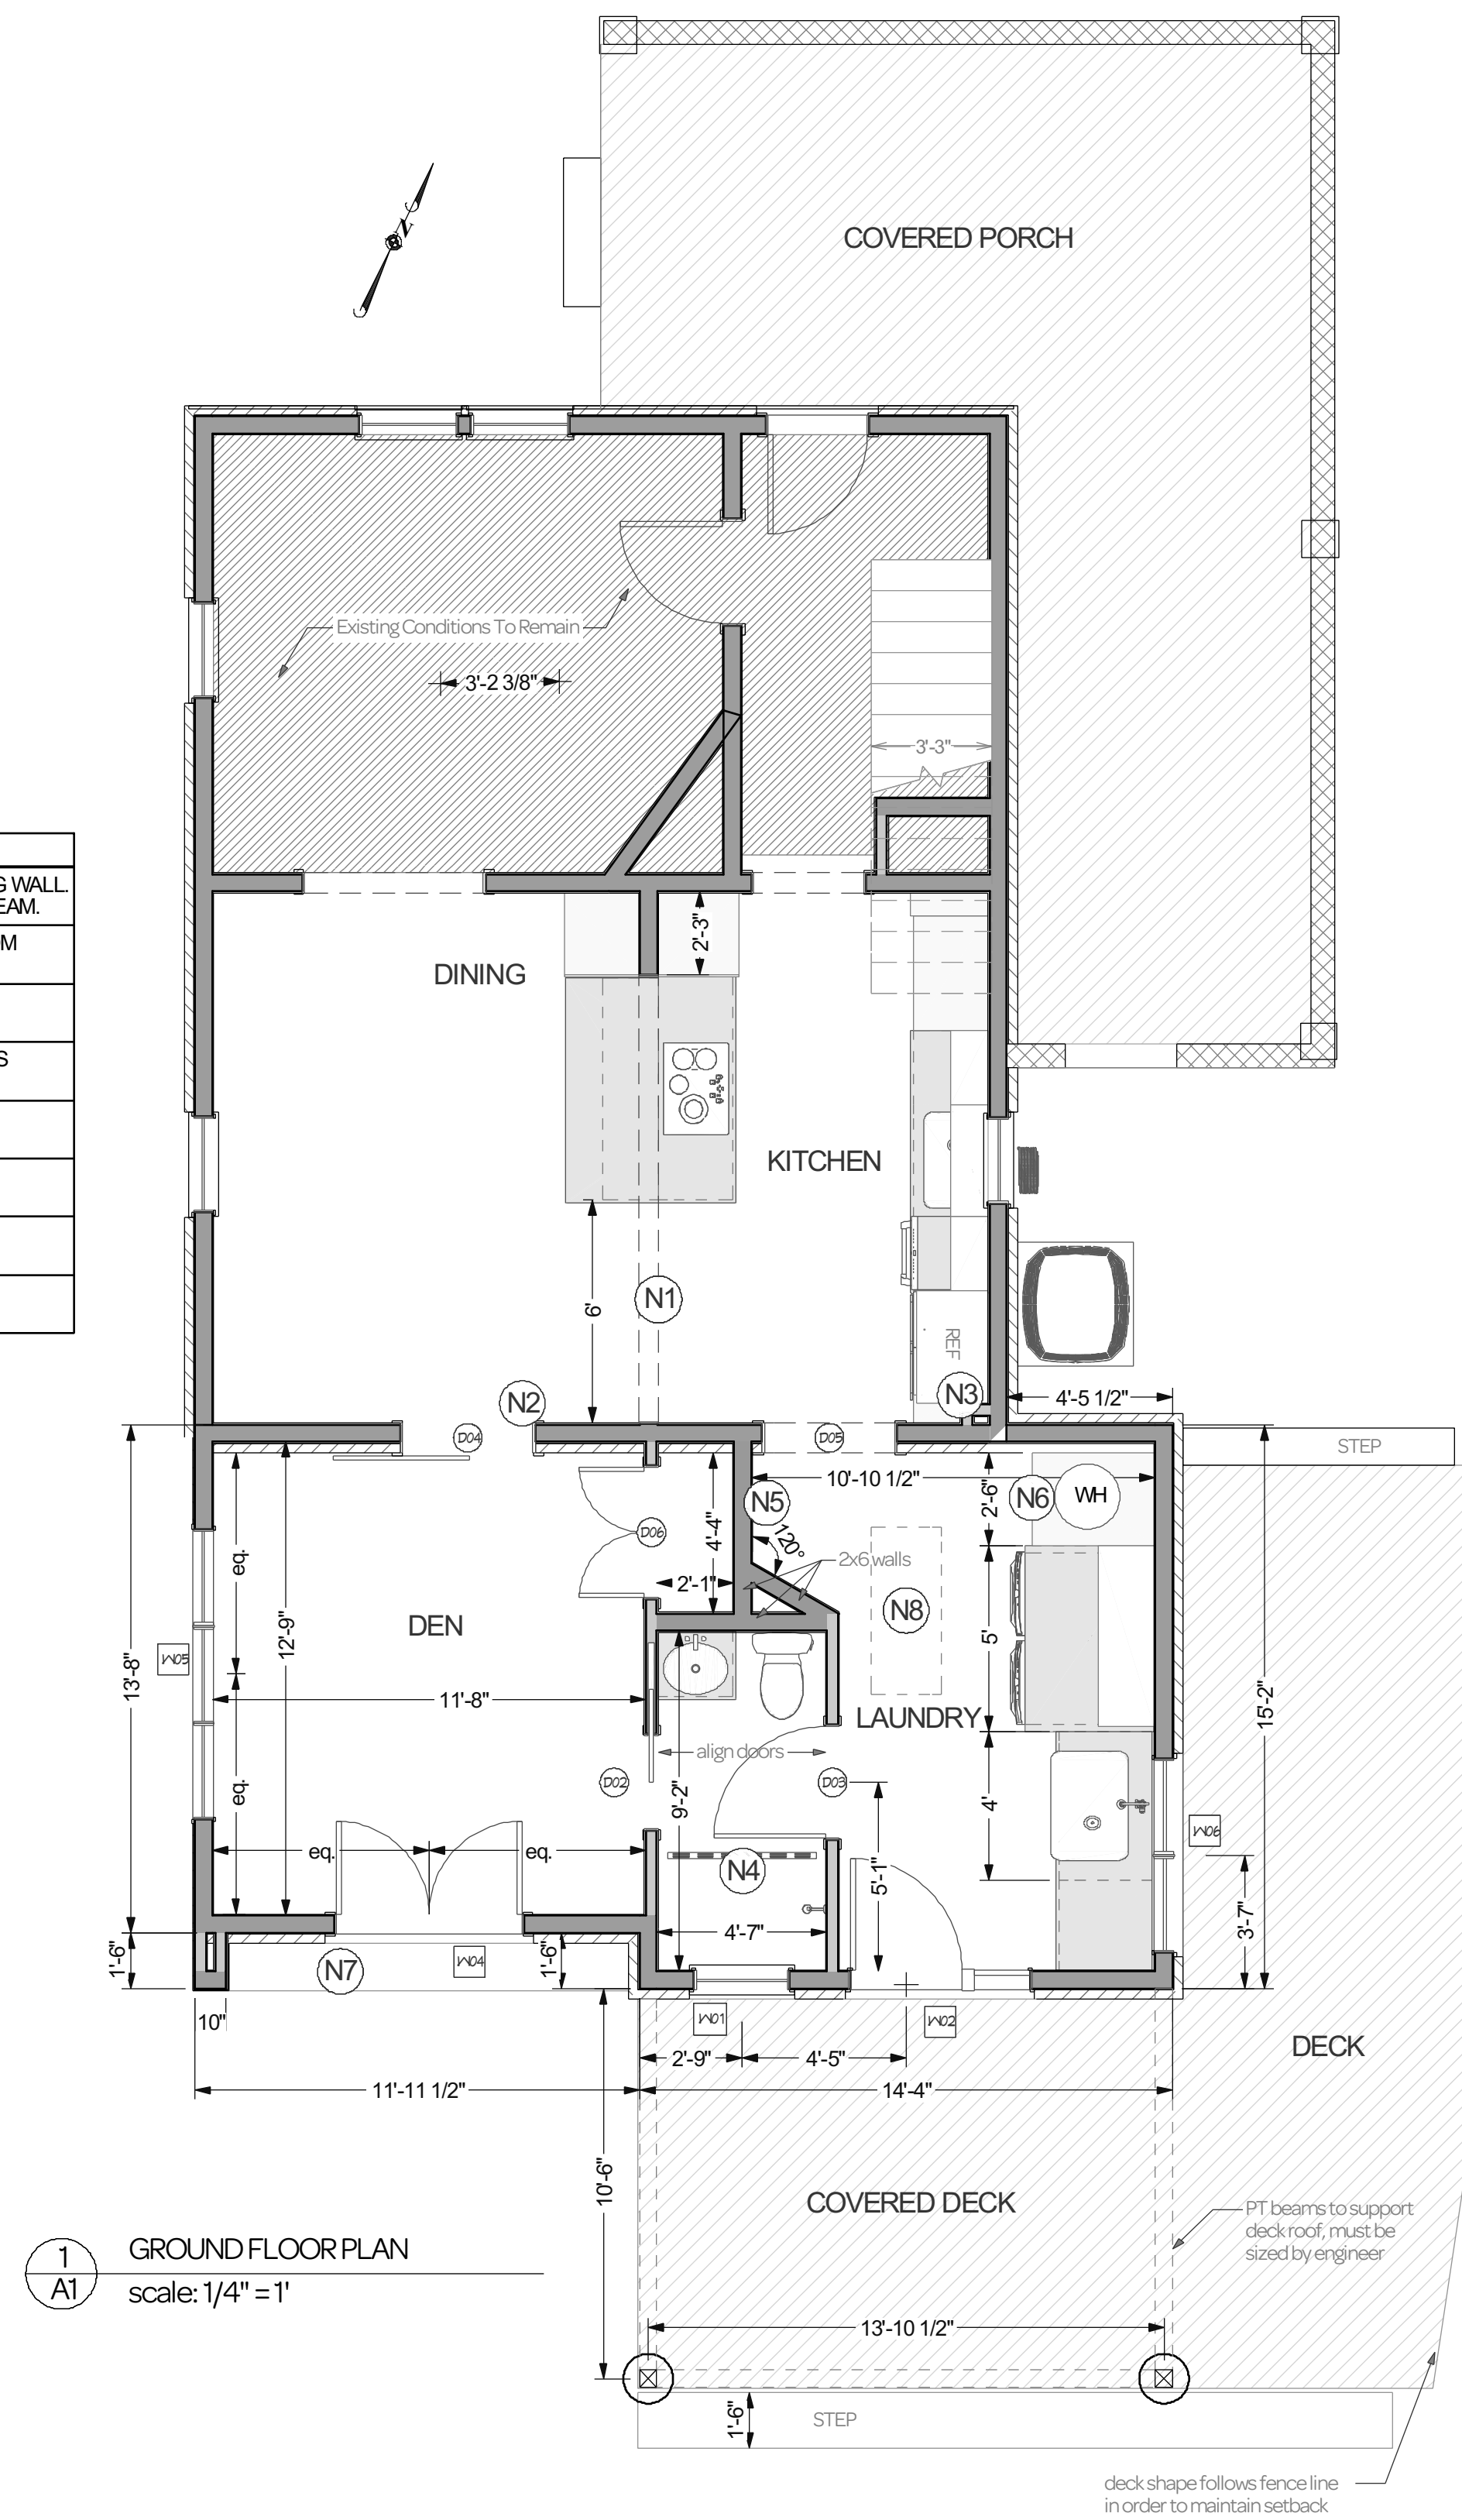 N
COVERED PORCH
Existing Conditions To Remain
3'-2 3/8"
3'-3"
G WALL.
EAM.
OM
S
2'-3"
DINING
KITCHEN
N1
6'
REF
N2
N3
4'-5 1/2"
D04
D05
STEP
10'-10 1/2"
2'-6"
N6
WH
N5
4'-4"
D06
120°
2x6 walls
2'-1"
eq.
12'-9"
DEN
N8
5'
13'-8"
W05
15'-2"
11'-8"
LAUNDRY
align doors
D02
D03
9'-2"
4'
eq.
W06
eq.
eq.
N4
5'-1"
3'-7"
4'-7"
1'-6"
N7
W04
1'-6"
10"
W01
W02
DECK
2'-9"
4'-5"
11'-11 1/2"
14'-4"
10'-6"
COVERED DECK
PT beams to support
deck roof, must be
sized by engineer
1
A1
GROUND FLOOR PLAN
scale: 1/4" = 1'
13'-10 1/2"
1'-6"
STEP
deck shape follows fence line
in order to maintain setback